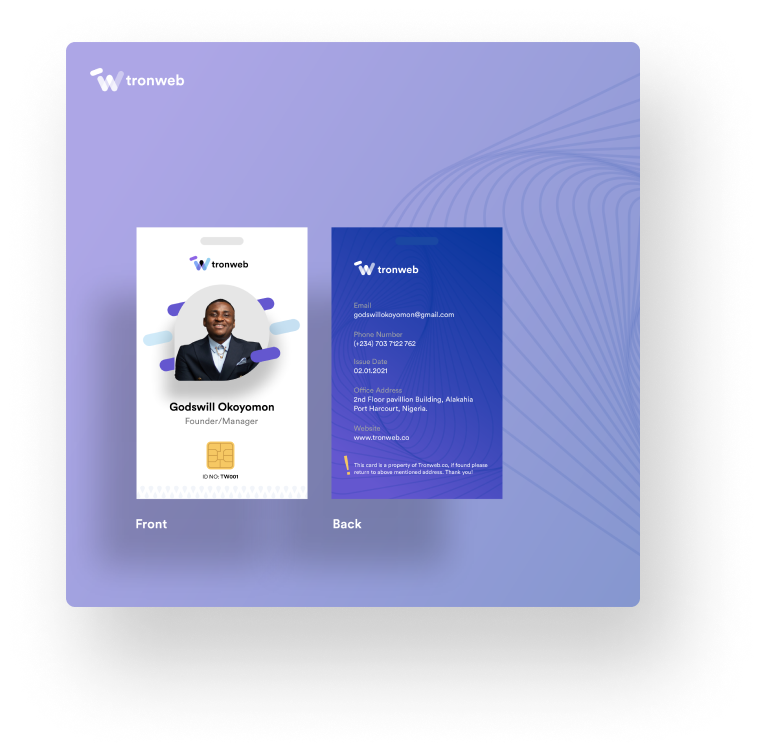 tronweb
tronweb
Godswill Okoyomon
Founder/Manager
ID NO: TW001
tronweb
Email
godswillokoyomon@gmail.com
Phone Number
(+234) 703 7122 762
Issue Date
02.01.2021
Office Address
2nd Floor pavillion Building, Alakahia
Port Harcourt, Nigeria.
Website
www.tronweb.co
This card is a property of Tronweb.co, if found please
return to above mentioned address. Thank you!
Front
Back